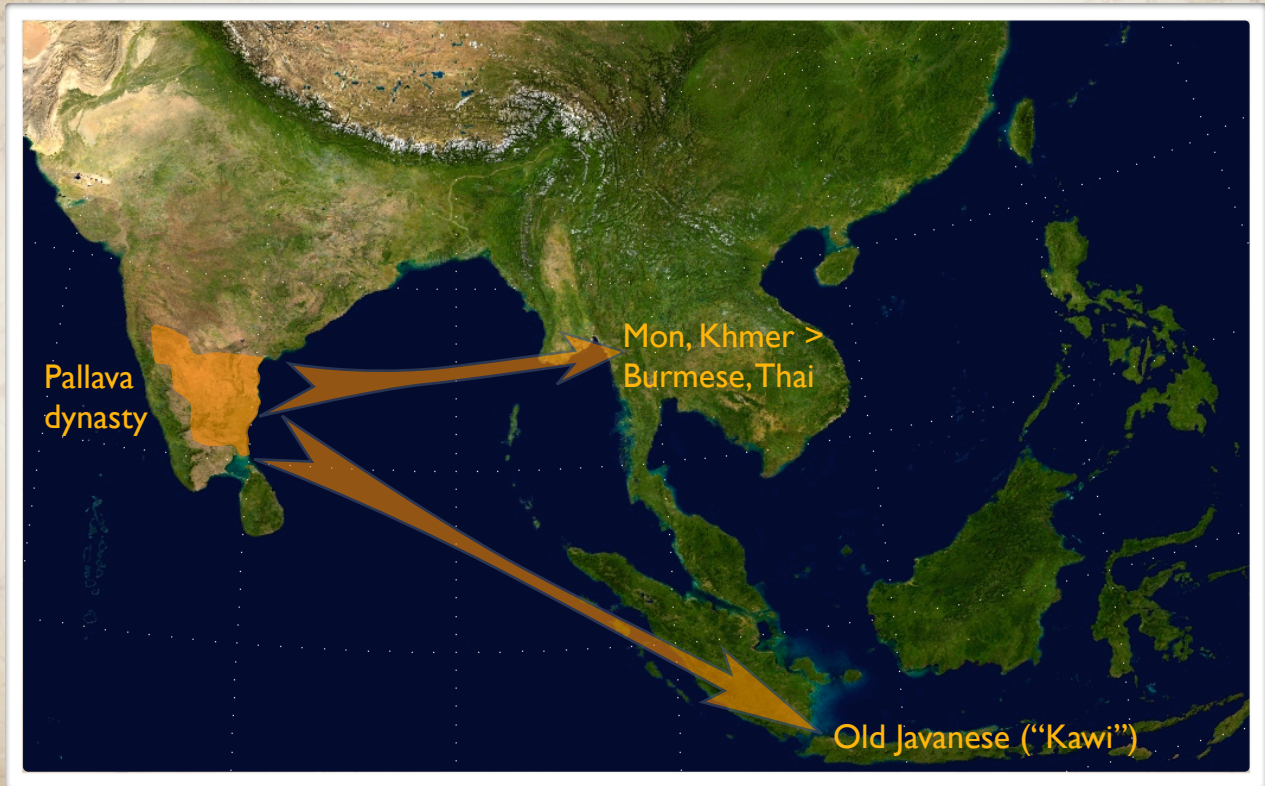 Mon, Khmer >
Burmese, Thai
Pallava
dynasty
Old Javanese (“Kawi”)